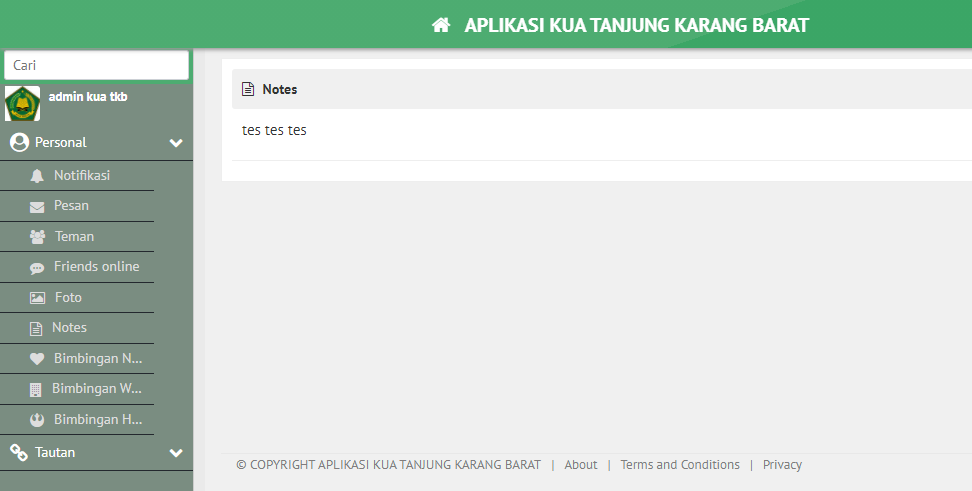 APLIKASI KUA TANJUNG KARANG BARAT
Cari
admin kua tkb
Personal
Notifikasi
Pesan
Teman
Friends online
Foto
Notes
Bimbingan N...
Bimbingan W...
Bimbingan H...
Tautan
Notes
tes tes tes
© COPYRIGHT APLIKASI KUA TANJUNG KARANG BARAT | About | Terms and Conditions | Privacy